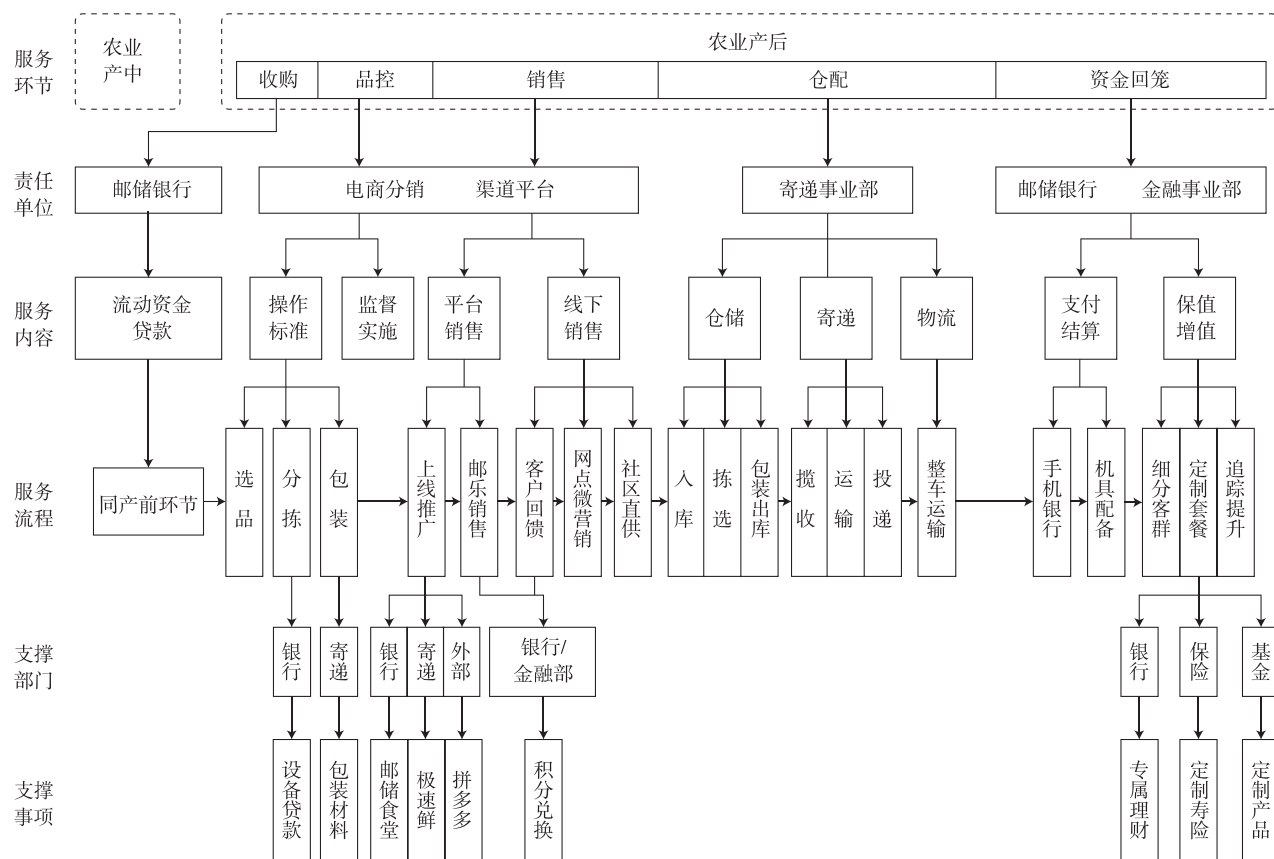 服务
环节
农业
产中
农业产后
收购
品控
销售
仓配
资金回笼
责任
单位
邮储银行
电商分销 渠道平台
寄递事业部
邮储银行 金融事业部
服务
内容
流动资金
贷款
操作
标准
监督
实施
平台
销售
线下
销售
仓储
寄递
物流
支付
结算
保值
增值
服务
流程
同产前环节
选品
分拣
包装
上线推广
邮乐销售
客户回馈
网点微营销
社区直供
入库
拣选
包装出库
揽收
运输
投递
整车运输
手机银行
机具配备
细分客群
定制套餐
追踪提升
支撑
部门
银行
寄递
银行
寄递
外部
银行/
金融部
银行
保险
基金
支撑
事项
设备贷款
包装材料
邮储食堂
极速鲜
拼多多
积分兑换
专属理财
定制寿险
定制产品